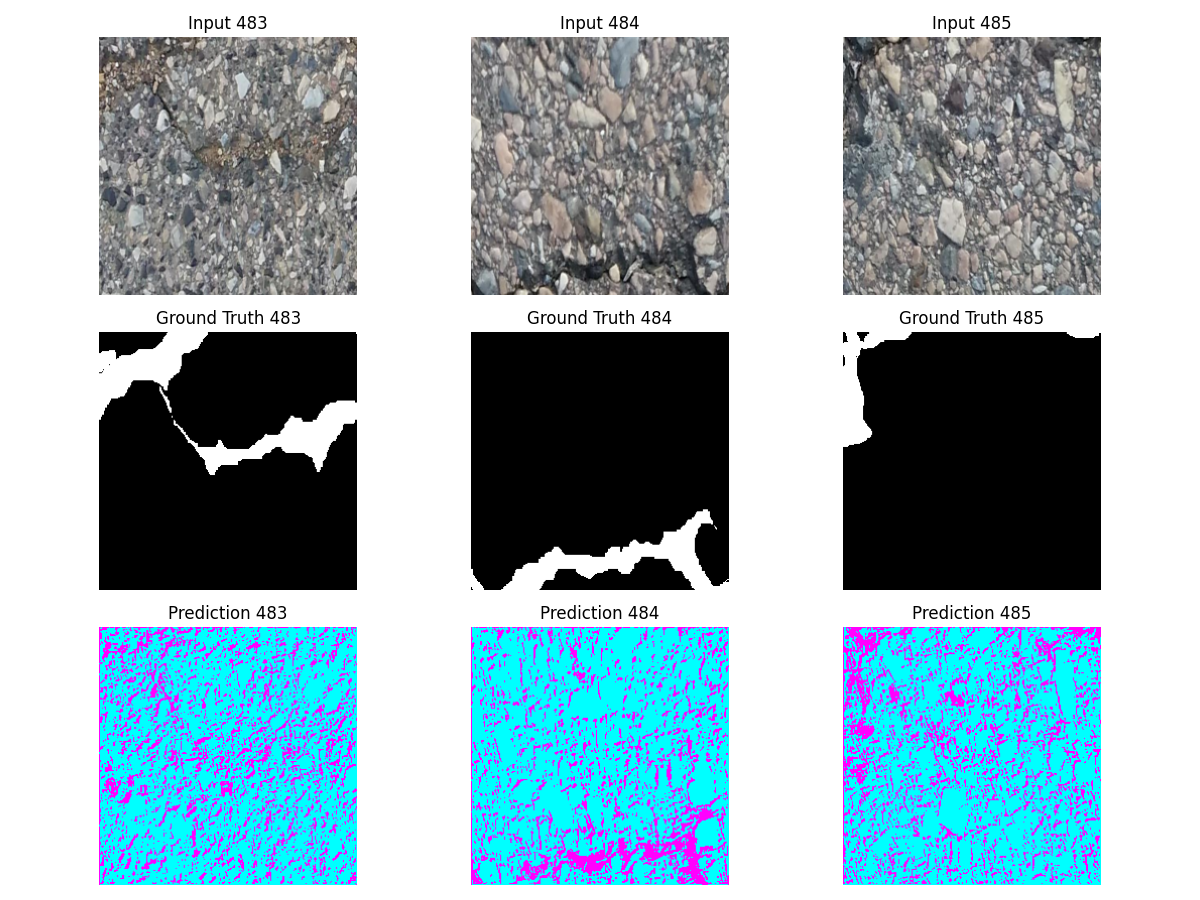 Input 483
Input 484
Input 485
Ground Truth 483
Ground Truth 484
Ground Truth 485
Prediction 483
Prediction 484
Prediction 485